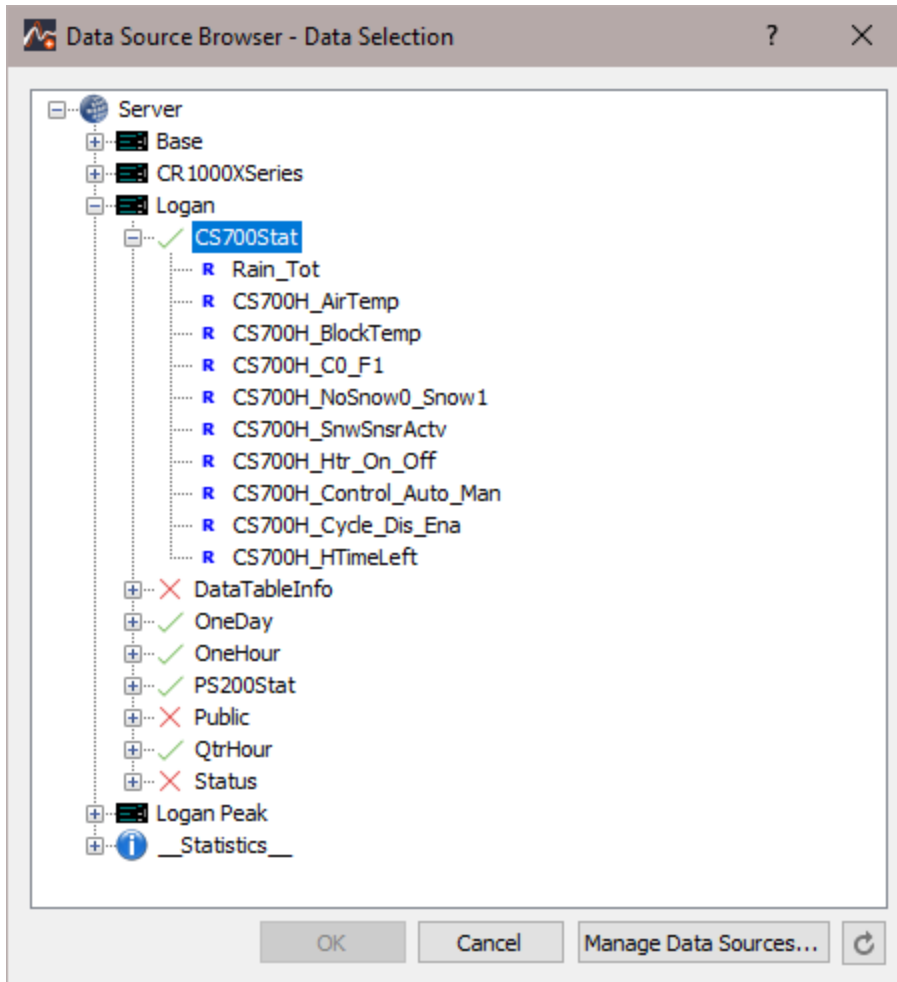 Data Source Browser - Data Selection ?
Server
Base
CR1000XSeries
Logan
CS700Stat
R Rain_Tot
R CS700H_AirTemp
R CS700H_BlockTemp
R CS700H_C0_F1
R CS700H_NoSnow0_Snow1
R CS700H_SnwSnsrActv
R CS700H_Htr_On_Off
R CS700H_Control_Auto_Man
R CS700H_Cycle_Dis_Ena
R CS700H_HTimeLeft
DataTableInfo
OneDay
OneHour
PS200Stat
Public
QtrHour
Status
Logan Peak
__Statistics__
OK Cancel Manage Data Sources...